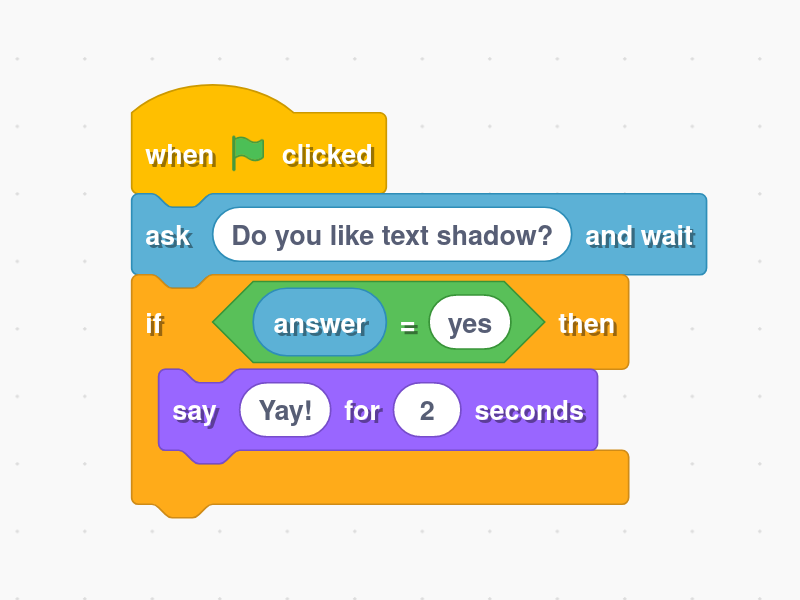 when clicked
ask Do you like text shadow? and wait
if answer = yes then
say Yay! for 2 seconds